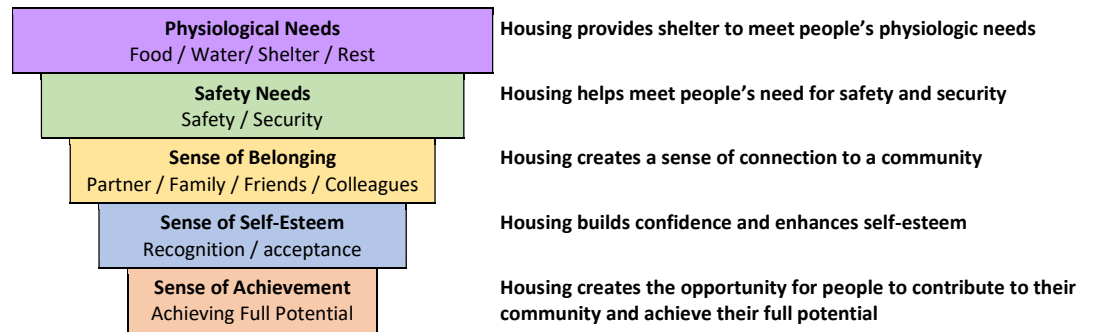 Physiological Needs
Food / Water/ Shelter / Rest
Housing provides shelter to meet people’s physiologic needs
Safety Needs
Safety / Security
Housing helps meet people’s need for safety and security
Sense of Belonging
Partner / Family / Friends / Colleagues
Housing creates a sense of connection to a community
Sense of Self-Esteem
Recognition / acceptance
Housing builds confidence and enhances self-esteem
Sense of Achievement
Achieving Full Potential
Housing creates the opportunity for people to contribute to their
community and achieve their full potential